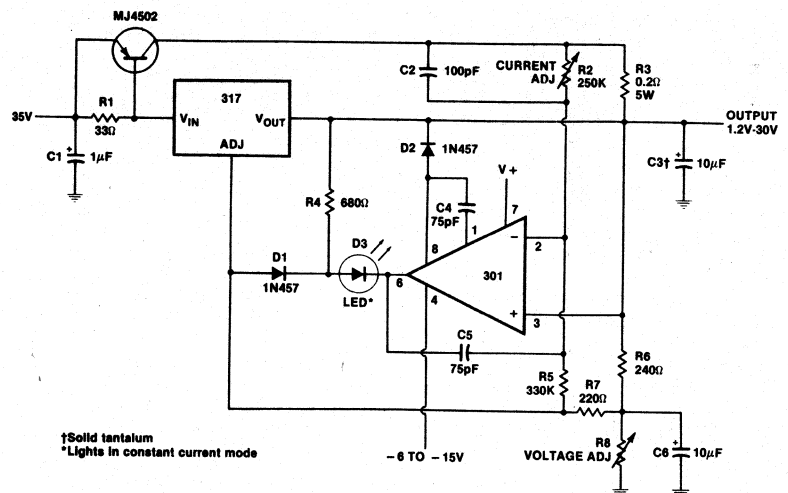 MJ4502
35V
R1
33Ω
C1
1μF
317
VIN
VOUT
ADJ
C2
100pF
CURRENT
ADJ
R2
250K
R3
0.2Ω
5W
OUTPUT
1.2V-30V
C3†
10μF
D2
1N457
V+
R4
680Ω
C4
75pF
1
7
8
D3
LED*
D1
1N457
6
4
301
−
2
+
3
C5
75pF
R5
330K
R7
220Ω
R6
240Ω
R8
VOLTAGE ADJ
C6
10μF
−6 TO −15V
†Solid tantalum
*Lights in constant current mode